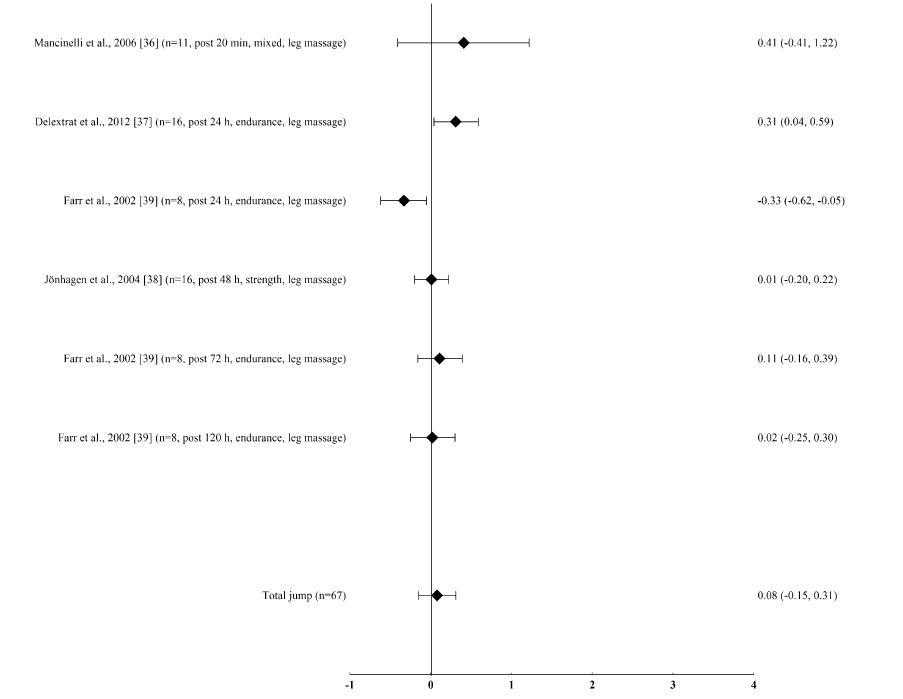 Mancinelli et al., 2006 [36] (n=11, post 20 min, mixed, leg massage) 0.41 (-0.41, 1.22)
Delextrat et al., 2012 [37] (n=16, post 24 h, endurance, leg massage) 0.31 (0.04, 0.59)
Farr et al., 2002 [39] (n=8, post 24 h, endurance, leg massage) -0.33 (-0.62, -0.05)
Jönhagen et al., 2004 [38] (n=16, post 48 h, strength, leg massage) 0.01 (-0.20, 0.22)
Farr et al., 2002 [39] (n=8, post 72 h, endurance, leg massage) 0.11 (-0.16, 0.39)
Farr et al., 2002 [39] (n=8, post 120 h, endurance, leg massage) 0.02 (-0.25, 0.30)
Total jump (n=67) 0.08 (-0.15, 0.31)
-1 0 1 2 3 4